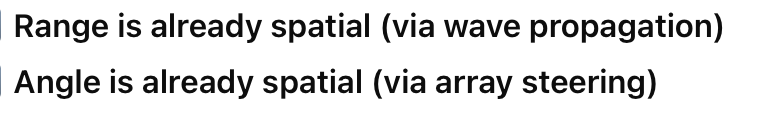 Range is already spatial (via wave propagation)
Angle is already spatial (via array steering)